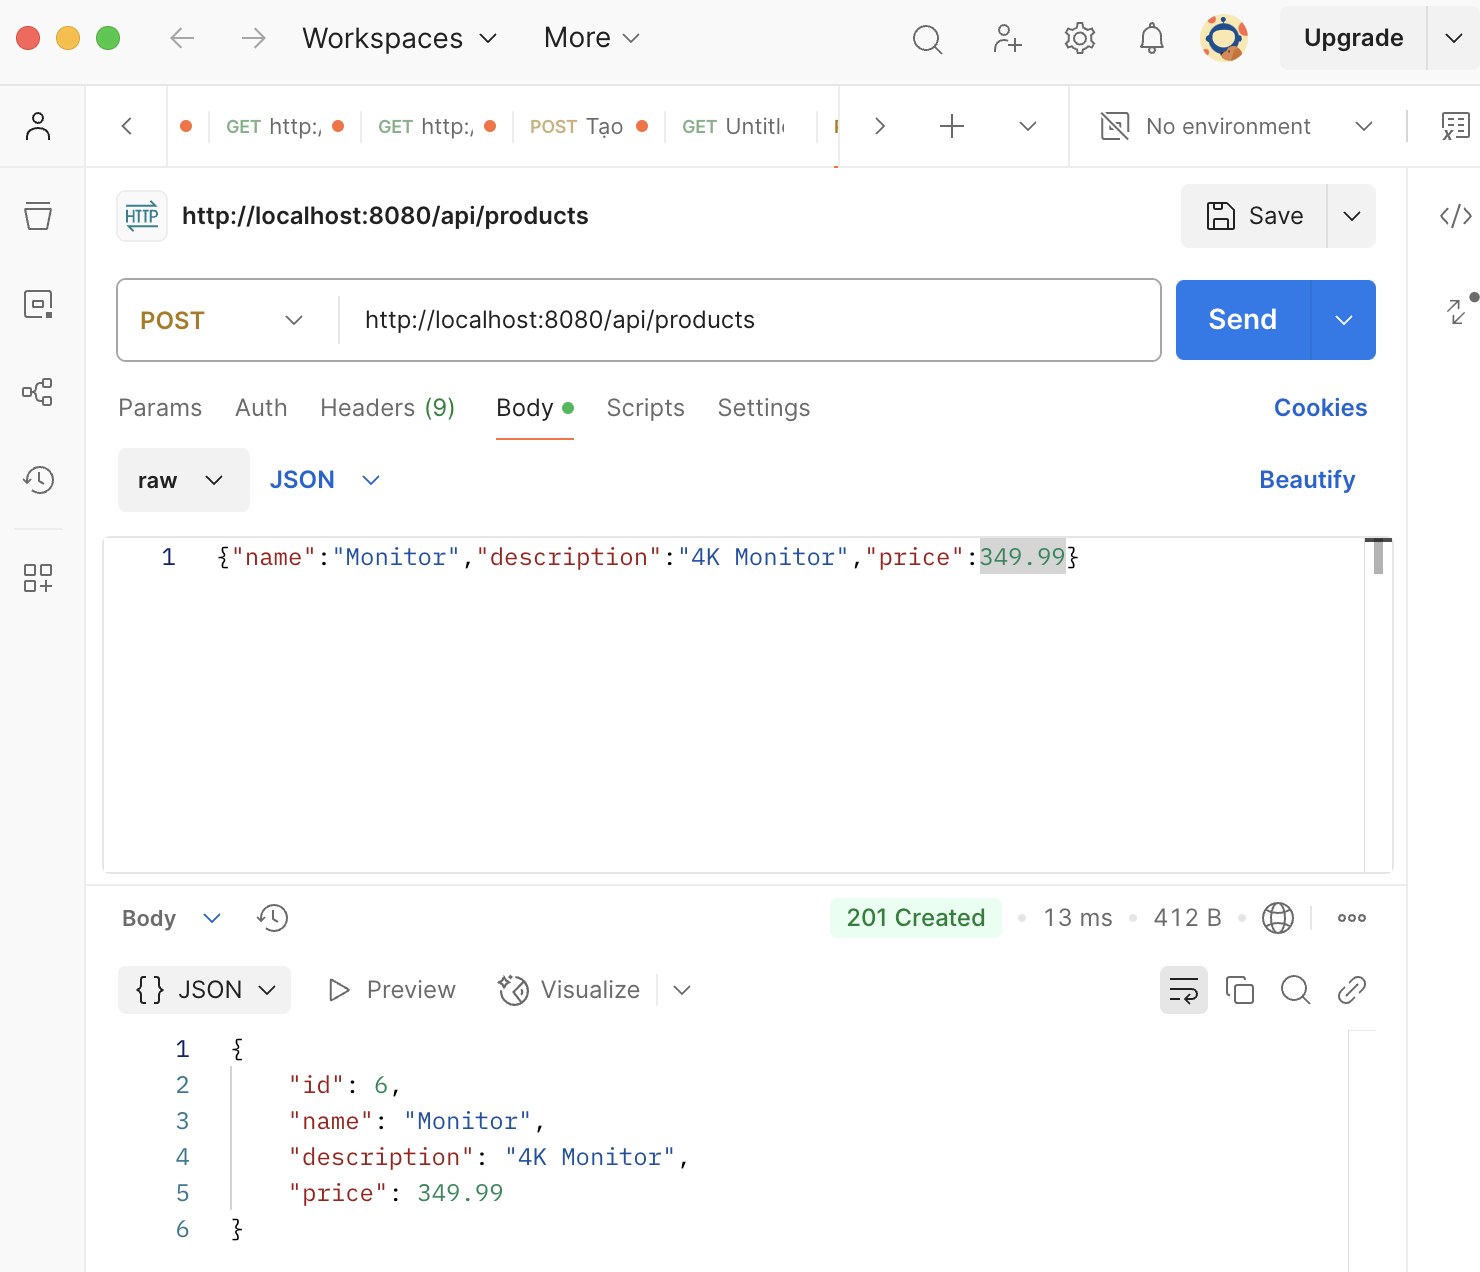 Workspaces More Upgrade
GET http:/ GET http:/ POST Tạo GET Untitle No environment
HTTP http://localhost:8080/api/products Save
POST http://localhost:8080/api/products Send
Params Auth Headers (9) Body Scripts Settings Cookies
raw JSON Beautify
1 {"name":"Monitor","description":"4K Monitor","price":349.99}
Body 201 Created 13 ms 412 B
{} JSON Preview Visualize
1 {
2 "id": 6,
3 "name": "Monitor",
4 "description": "4K Monitor",
5 "price": 349.99
6 }